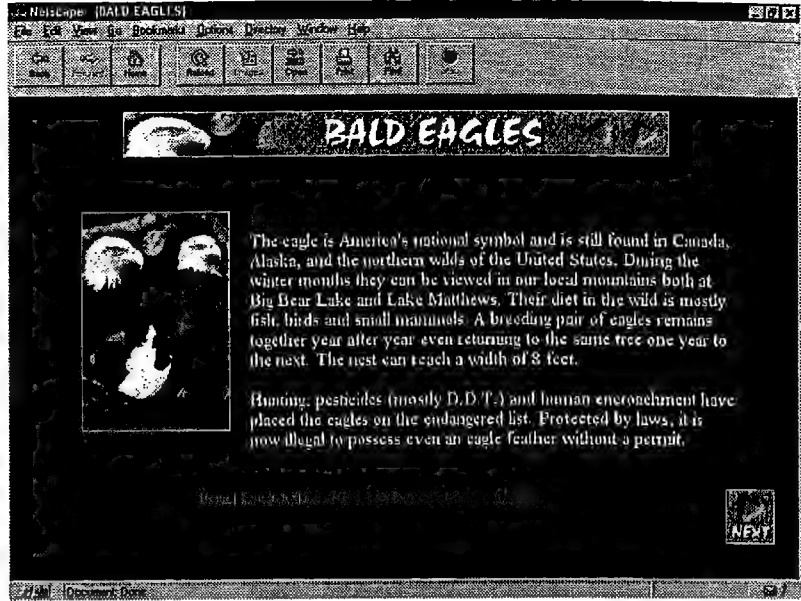 Netscape [BALD EAGLES]
File Edit View Go Bookmarks Options Directory Window Help
Back Forward Home Reload Images Open Print Find Stop
BALD EAGLES
The eagle is America's national symbol and is still found in Canada,
Alaska, and the northern wilds of the United States. During the
winter months they can be viewed in our local mountains both at
Big Bear Lake and Lake Matthews. Their diet in the wild is mostly
fish, birds and small mammals. A breeding pair of eagles remains
together year after year even returning to the same tree one year to
the next. The nest can reach a width of 8 feet.
Hunting, pesticides (mostly D.D.T.) and human encroachment have
placed the eagles on the endangered list. Protected by laws, it is
now illegal to possess even an eagle feather without a permit.
NEXT
Document: Done